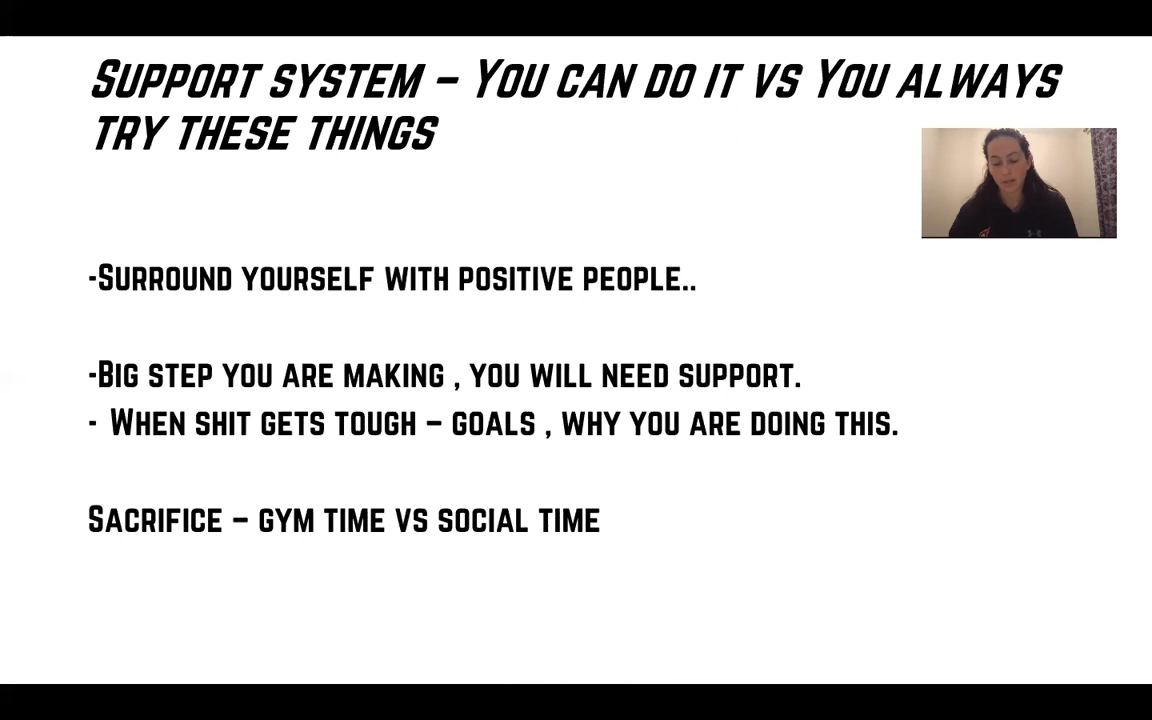 Support system – You can do it vs You always
try these things
-Surround yourself with positive people..
-Big step you are making , you will need support.
- When shit gets tough – goals , why you are doing this.
Sacrifice – gym time vs social time